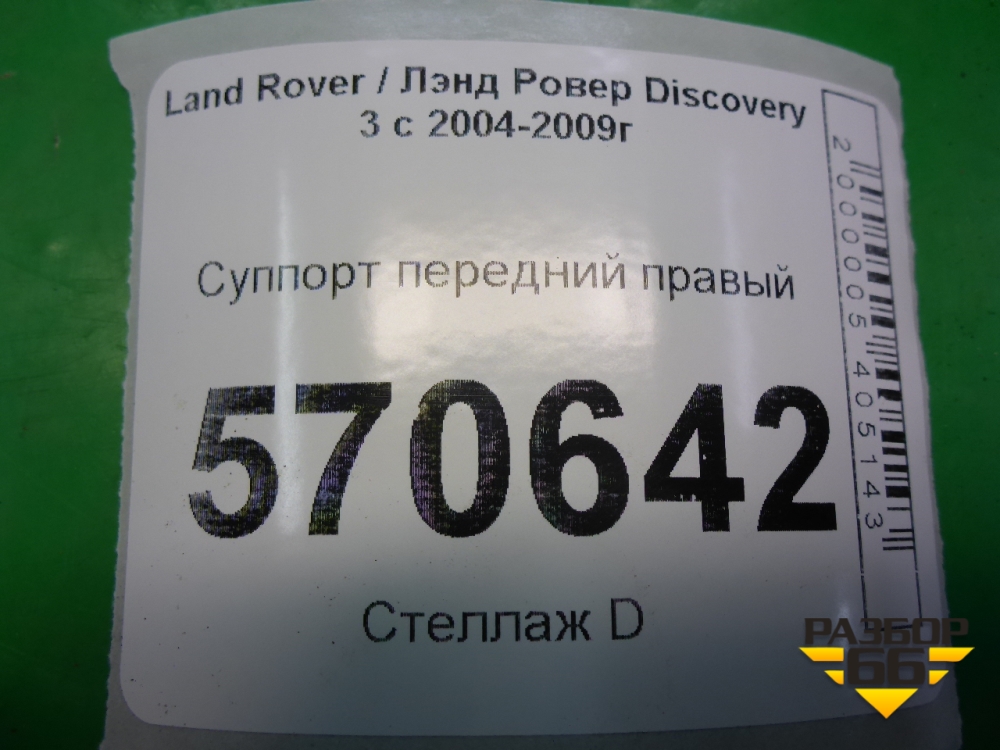 Land Rover / Лэнд Ровер Discovery
3 с 2004-2009г
Суппорт передний правый
570642
Стеллаж D
2000005405143
РАЗБОР
66